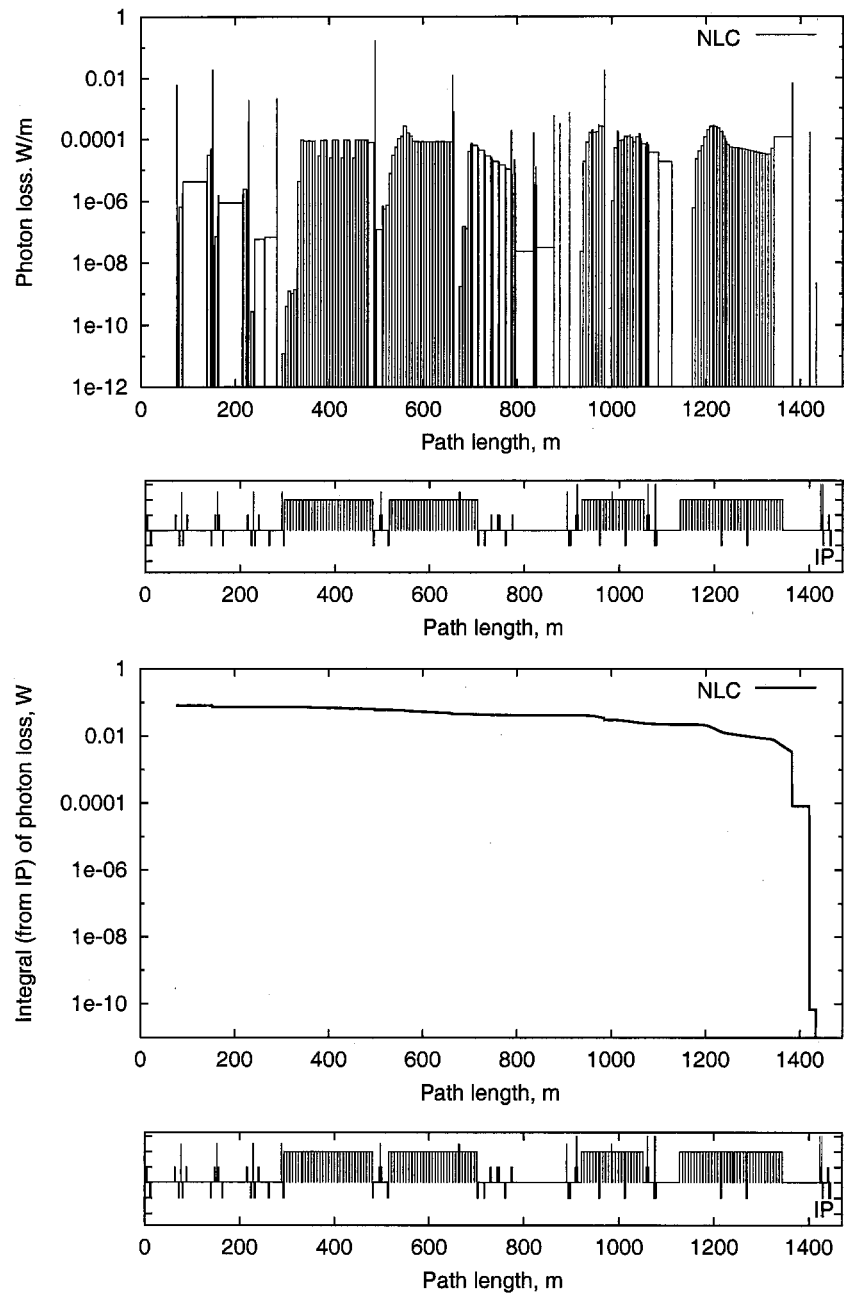 1
0.01
0.0001
1e-06
1e-08
1e-10
1e-12
Photon loss. W/m
NLC
0 200 400 600 800 1000 1200 1400
Path length, m
IP
0 200 400 600 800 1000 1200 1400
Path length, m
1
0.01
0.0001
1e-06
1e-08
1e-10
Integral (from IP) of photon loss, W
NLC
0 200 400 600 800 1000 1200 1400
Path length, m
IP
0 200 400 600 800 1000 1200 1400
Path length, m